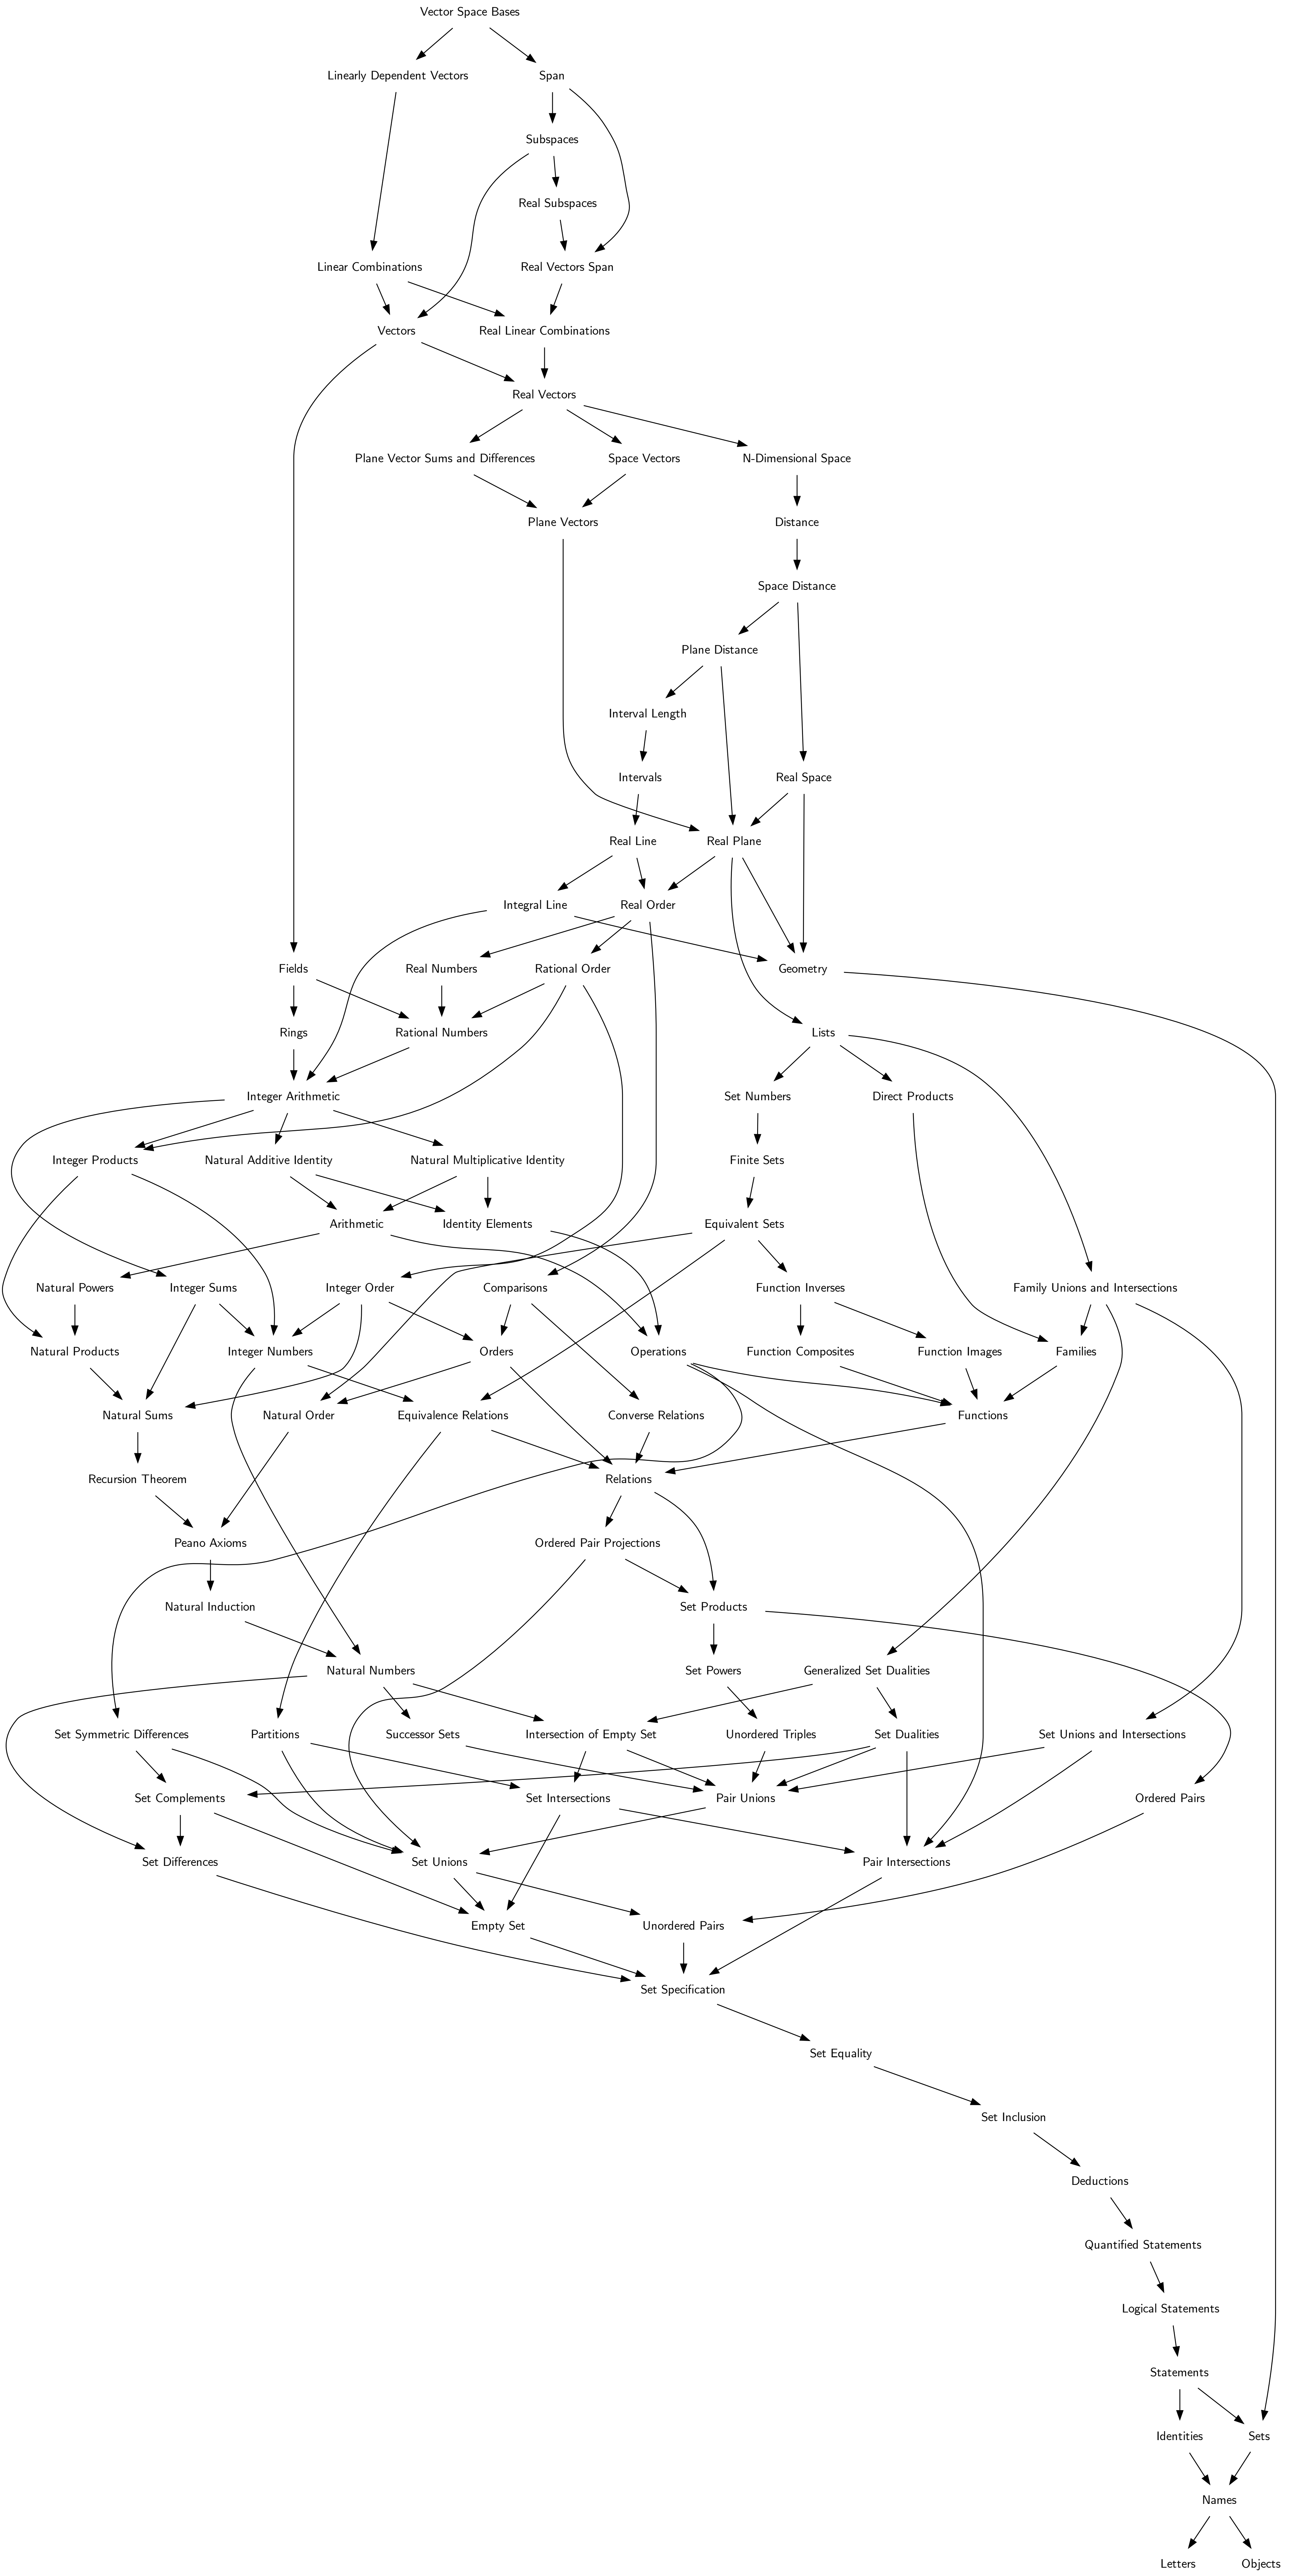 Vector Space Bases
Linearly Dependent Vectors
Span
Subspaces
Real Subspaces
Linear Combinations
Real Vectors Span
Vectors
Real Linear Combinations
Real Vectors
Plane Vector Sums and Differences
Space Vectors
N-Dimensional Space
Plane Vectors
Distance
Space Distance
Plane Distance
Interval Length
Intervals
Real Space
Real Line
Real Plane
Integral Line
Real Order
Fields
Real Numbers
Rational Order
Geometry
Rings
Rational Numbers
Lists
Integer Arithmetic
Set Numbers
Direct Products
Integer Products
Natural Additive Identity
Natural Multiplicative Identity
Finite Sets
Arithmetic
Identity Elements
Equivalent Sets
Natural Powers
Integer Sums
Integer Order
Comparisons
Function Inverses
Family Unions and Intersections
Natural Products
Integer Numbers
Orders
Operations
Function Composites
Function Images
Families
Natural Sums
Natural Order
Equivalence Relations
Converse Relations
Functions
Recursion Theorem
Relations
Peano Axioms
Ordered Pair Projections
Natural Induction
Set Products
Natural Numbers
Set Powers
Generalized Set Dualities
Set Symmetric Differences
Partitions
Successor Sets
Intersection of Empty Set
Unordered Triples
Set Dualities
Set Unions and Intersections
Set Complements
Set Intersections
Pair Unions
Ordered Pairs
Set Differences
Set Unions
Pair Intersections
Empty Set
Unordered Pairs
Set Specification
Set Equality
Set Inclusion
Deductions
Quantified Statements
Logical Statements
Statements
Identities
Sets
Names
Letters
Objects